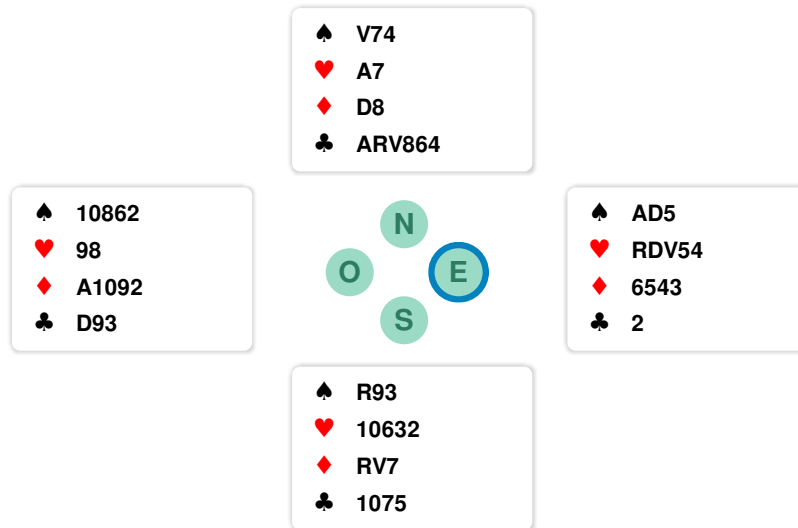 ♠ V74
♥ A7
♦ D8
♣ ARV864
♠ 10862
♥ 98
♦ A1092
♣ D93
N
O E
S
♠ AD5
♥ RDV54
♦ 6543
♣ 2
♠ R93
♥ 10632
♦ RV7
♣ 1075